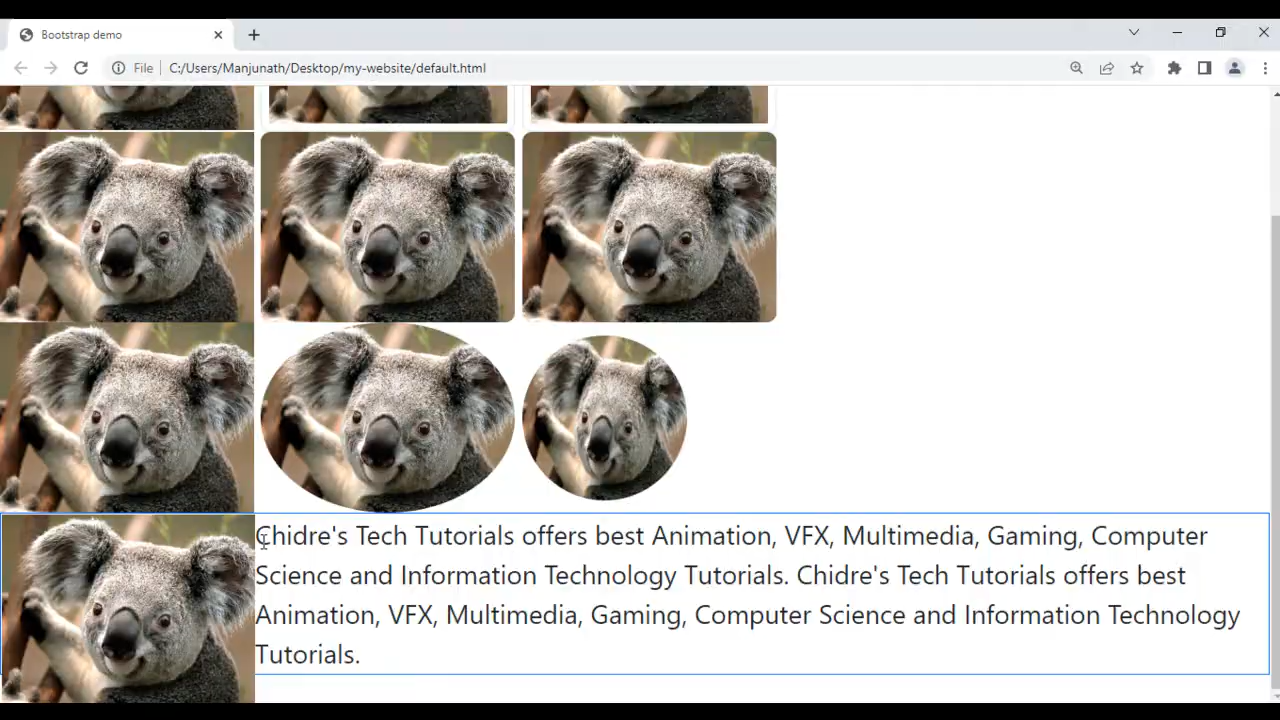 Bootstrap demo
File C:/Users/Manjunath/Desktop/my-website/default.html
Chidre's Tech Tutorials offers best Animation, VFX, Multimedia, Gaming, Computer
Science and Information Technology Tutorials. Chidre's Tech Tutorials offers best
Animation, VFX, Multimedia, Gaming, Computer Science and Information Technology
Tutorials.